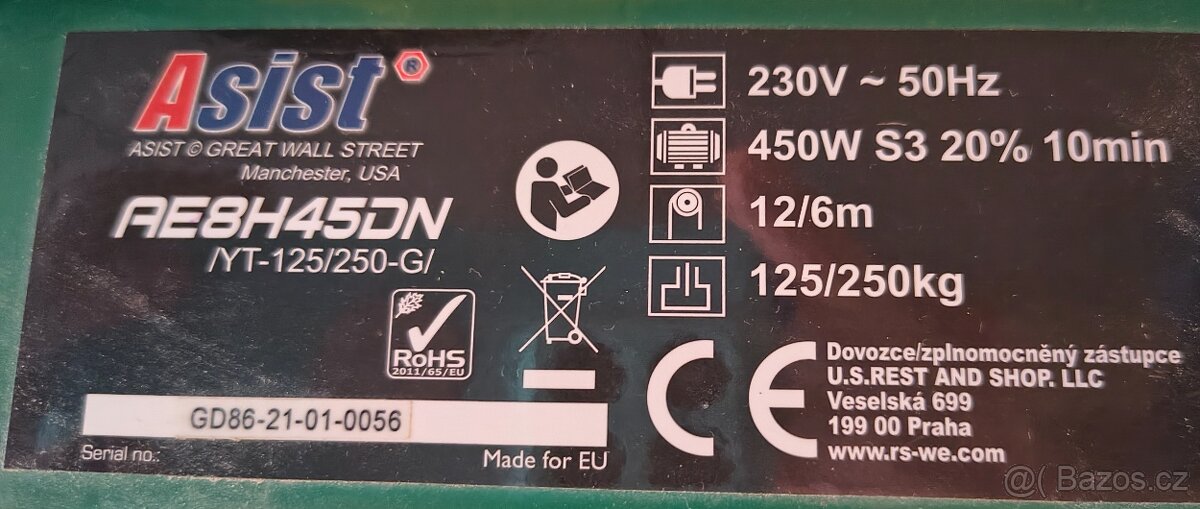 Asist®
ASIST © GREAT WALL STREET
Manchester, USA
AE8H45DN
/YT-125/250-G/
RoHS
2011/65/EU
GD86-21-01-0056
Serial no.:
Made for EU
230V ~ 50Hz
450W S3 20% 10min
12/6m
125/250kg
CE
Dovozce/zplnomocněný zástupce
U.S.REST AND SHOP. LLC
Veselská 699
199 00 Praha
www.rs-we.com
@( Bazos.cz